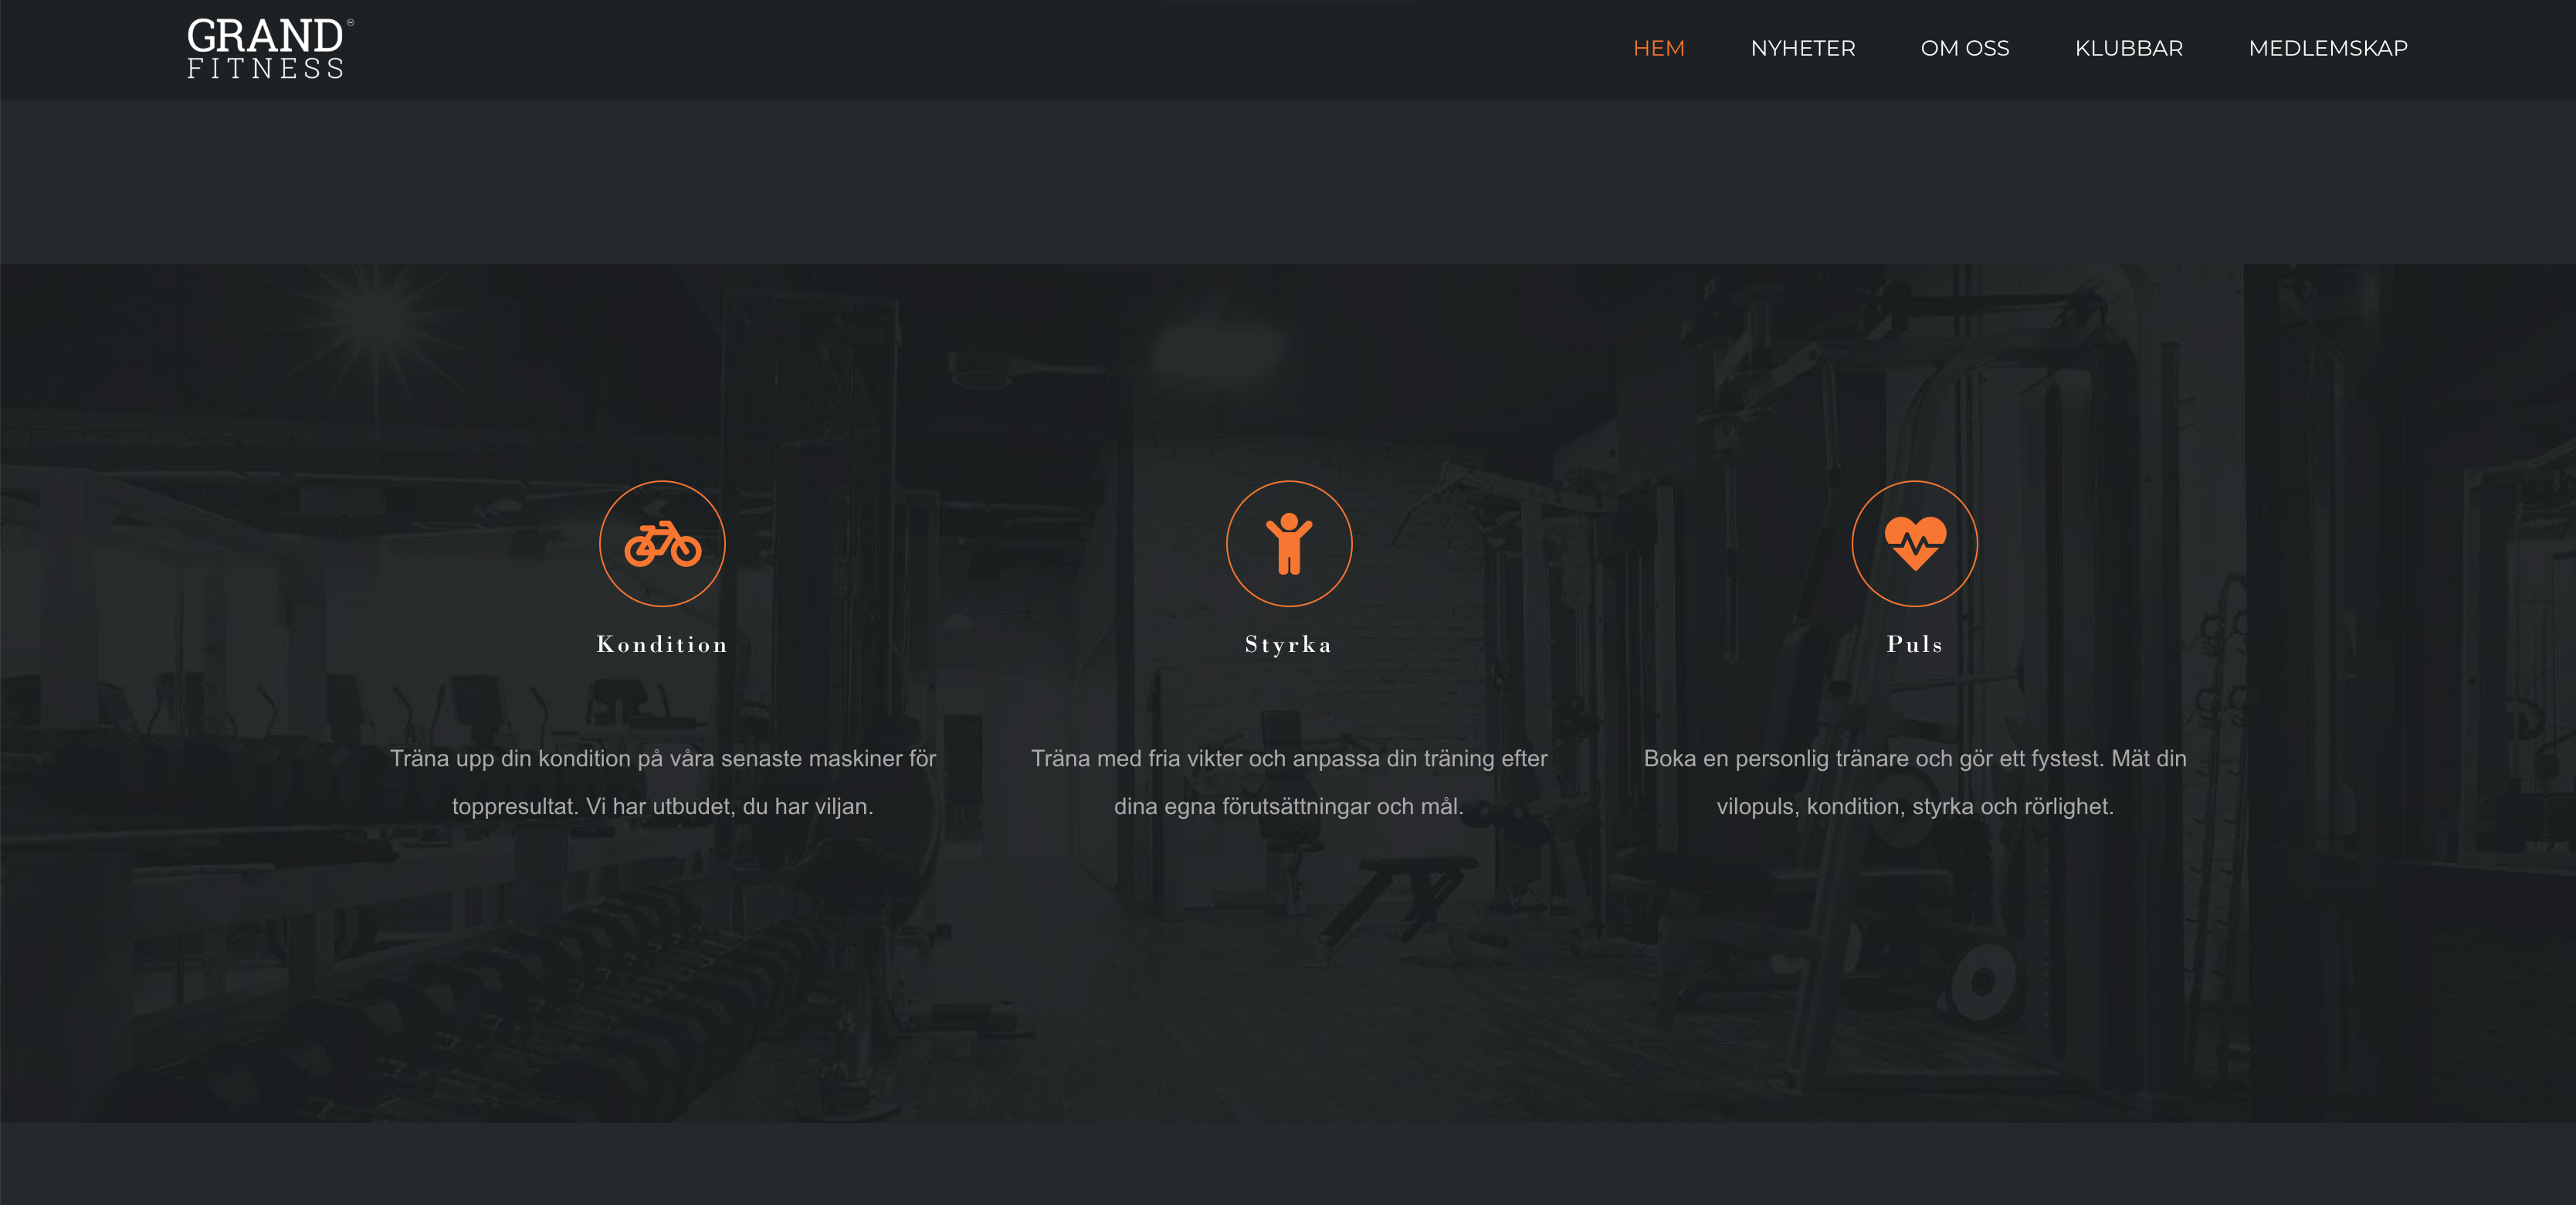 GRAND
FITNESS
HEM
NYHETER
OM OSS
KLUBBAR
MEDLEMSKAP
Kondition
Träna upp din kondition på våra senaste maskiner för
toppresultat. Vi har utbudet, du har viljan.
Styrka
Träna med fria vikter och anpassa din träning efter
dina egna förutsättningar och mål.
Puls
Boka en personlig tränare och gör ett fystest. Mät din
vilopuls, kondition, styrka och rörlighet.